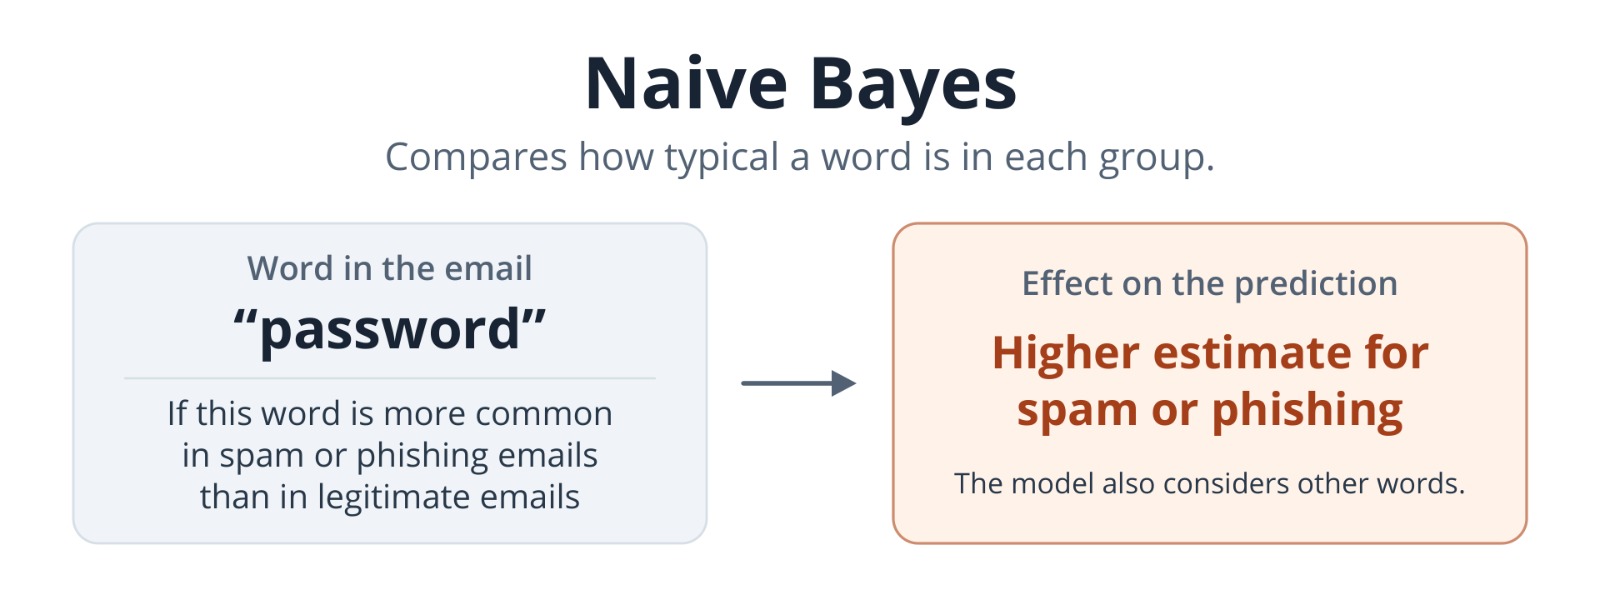 Naive Bayes
Compares how typical a word is in each group.
Word in the email
“password”
If this word is more common
in spam or phishing emails
than in legitimate emails
Effect on the prediction
Higher estimate for
spam or phishing
The model also considers other words.